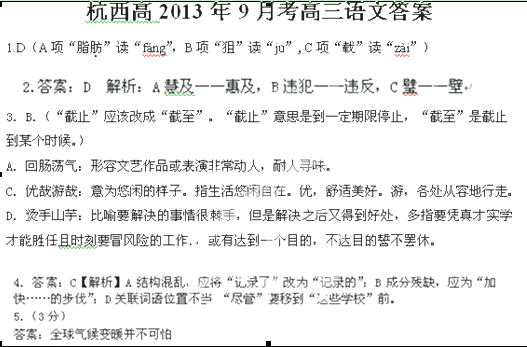 杭西高2013年9月考高三语文答案
1.D（A项“脂肪”读“fáng”，B项“狙”读“ju”，C项“载”读“zài”）
2.答案：D 解析：A慧及一一惠及，B违犯一一违反，C璧一一壁
3. B.（“截止”应该改成“截至”。“截止”意思是到一定期限停止，“截至”是截止
到某个时候。）
A. 回肠荡气：形容文艺作品或表演非常动人，耐人寻味。
C. 优哉游哉：意为悠闲的样子。指生活悠闲自在。优，舒适美好。游，各处从容地行走。
D. 烫手山芋：比喻要解决的事情很棘手，但是解决之后又得到好处，多指要凭真才实学
才能胜任且时刻要冒风险的工作.，或有达到一个目的，不达目的誓不罢休。
4. 答案：C【解析】A结构混乱，应将“记录了”改为“记录的”；B成分残缺，应为“加
快……的步伐”；D关联词语位置不当 “尽管”要移到“这些学校”前。
5.（3分）
答案：全球气候变暖并不可怕